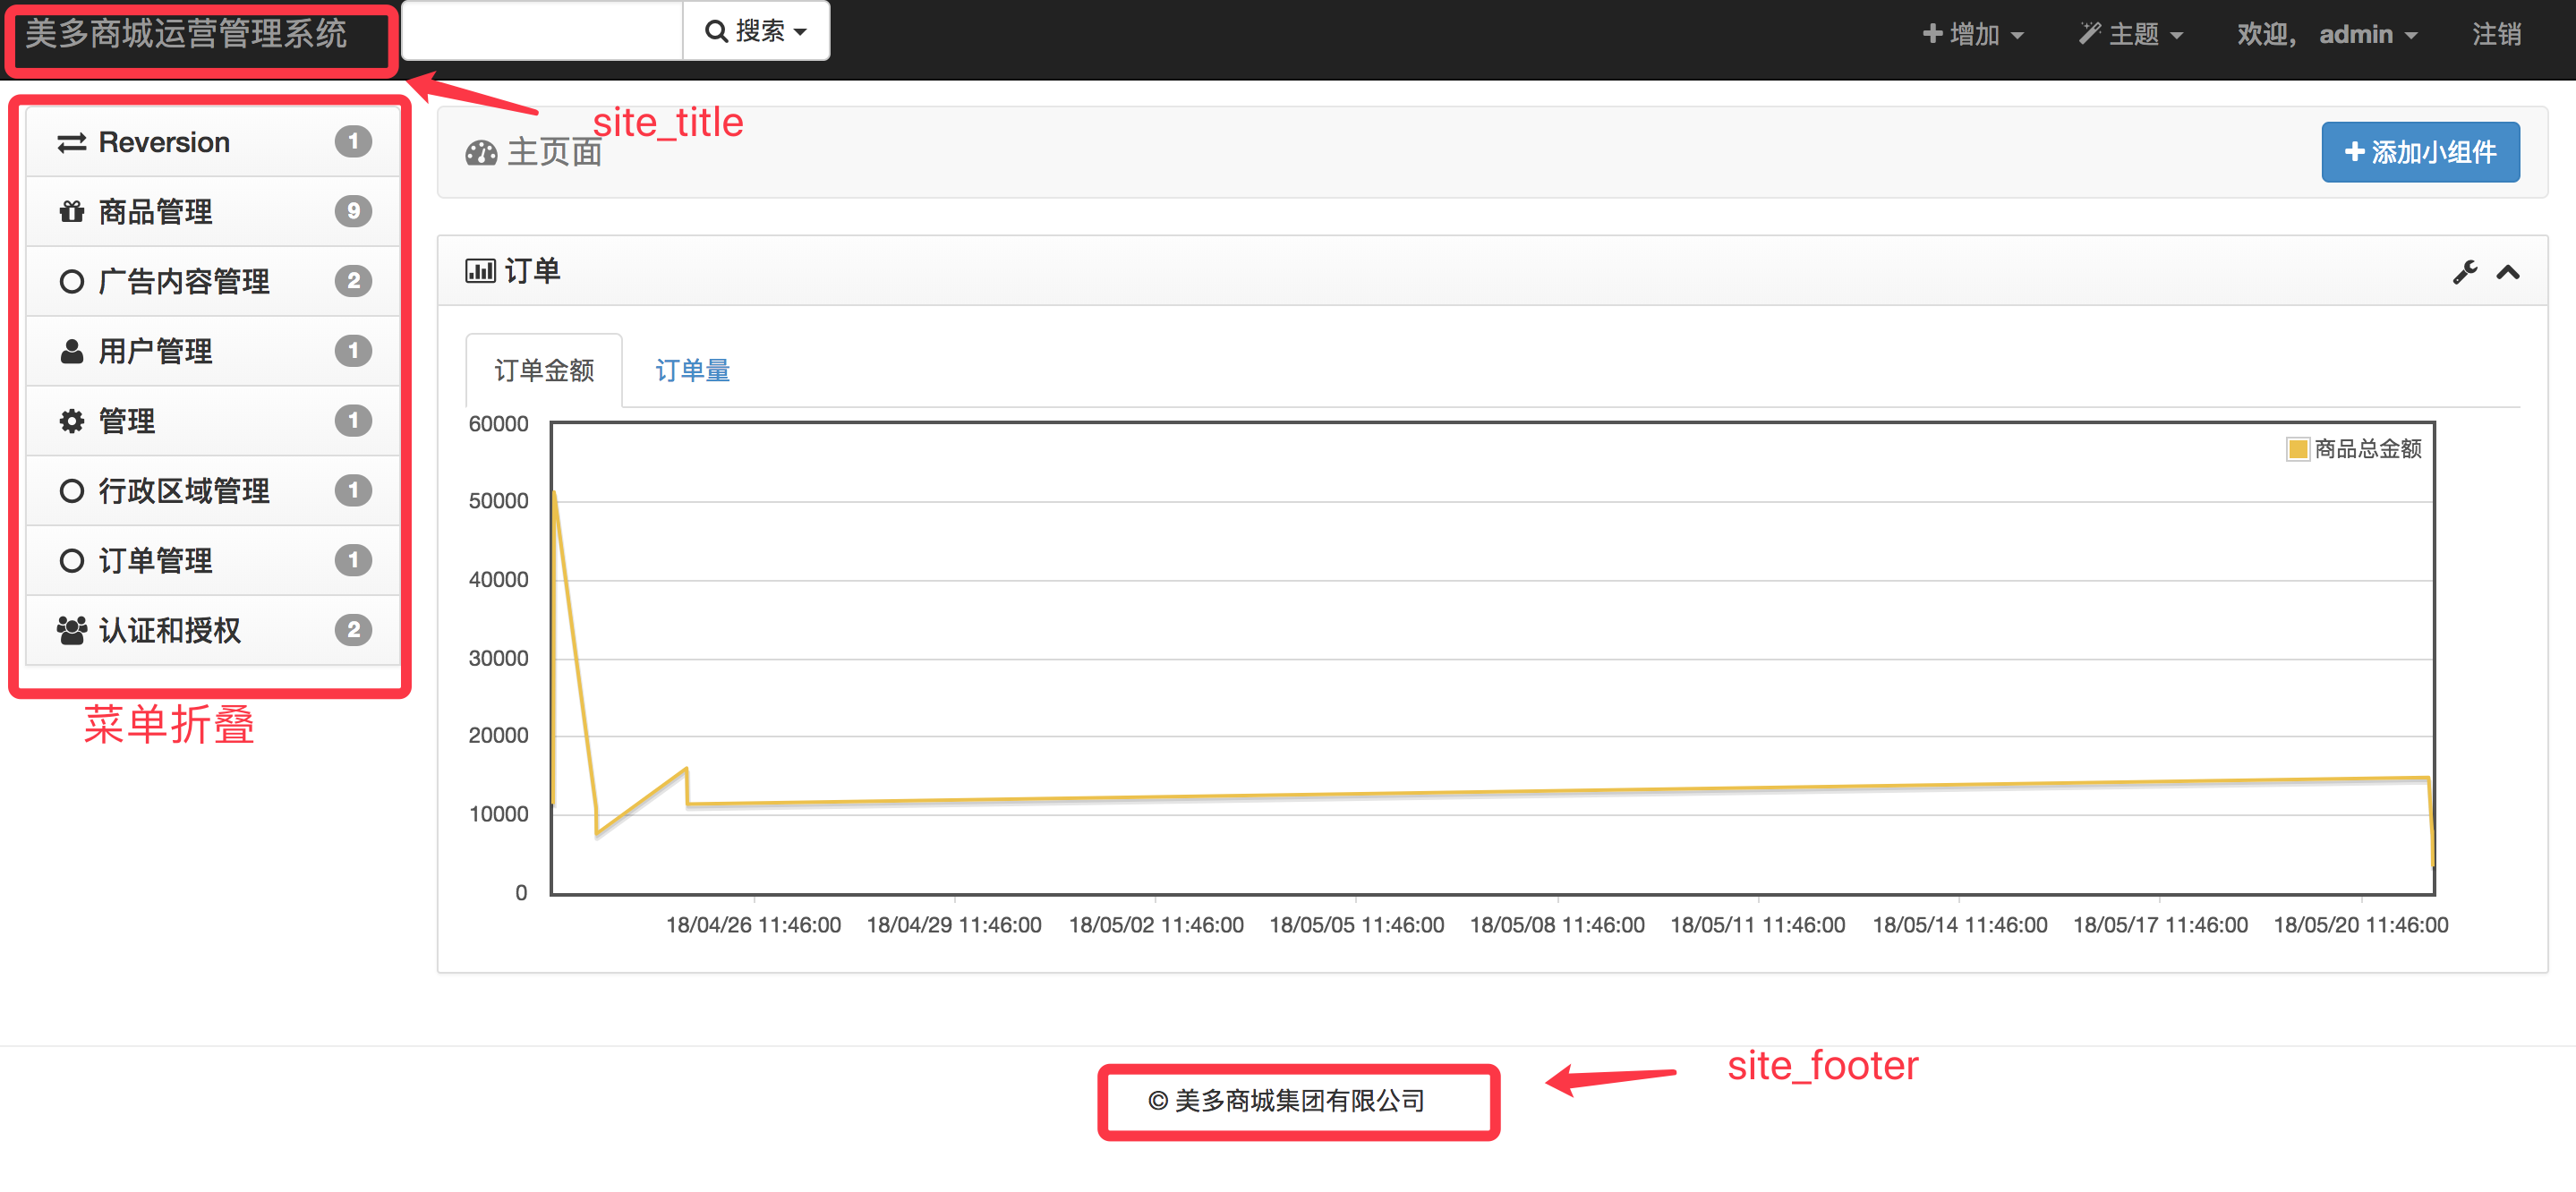 美多商城运营管理系统
搜索
增加
主题
欢迎， admin
注销
site_title
Reversion 1
商品管理 9
广告内容管理 2
用户管理 1
管理 1
行政区域管理 1
订单管理 1
认证和授权 2
菜单折叠
主页面
添加小组件
订单
订单金额
订单量
60000
50000
40000
30000
20000
10000
0
商品总金额
18/04/26 11:46:00
18/04/29 11:46:00
18/05/02 11:46:00
18/05/05 11:46:00
18/05/08 11:46:00
18/05/11 11:46:00
18/05/14 11:46:00
18/05/17 11:46:00
18/05/20 11:46:00
site_footer
© 美多商城集团有限公司